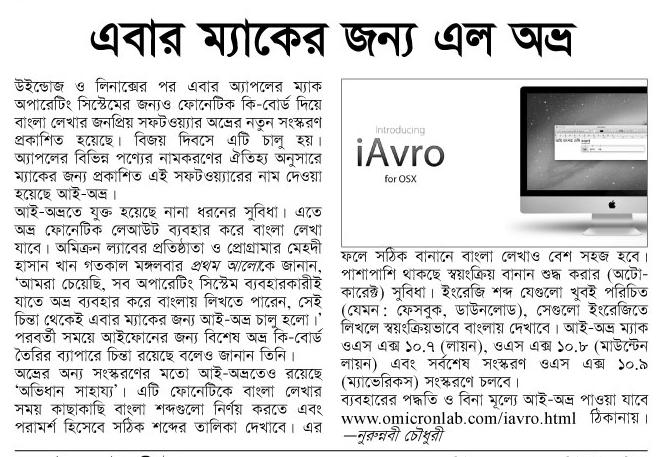 এবার ম্যাকের জন্য এল অভ্র
উইন্ডোজ ও লিনাক্সের পর এবার অ্যাপলের ম্যাক
অপারেটিং সিস্টেমের জন্যও ফোনেটিক কি-বোর্ড দিয়ে
বাংলা লেখার জনপ্রিয় সফটওয়্যার অভ্রের নতুন সংস্করণ
প্রকাশিত হয়েছে। বিজয় দিবসে এটি চালু হয়।
অ্যাপলের বিভিন্ন পণ্যের নামকরণের ঐতিহ্য অনুসারে
ম্যাকের জন্য প্রকাশিত এই সফটওয়্যারের নাম দেওয়া
হয়েছে আই-অভ্র।
আই-অভ্রতে যুক্ত হয়েছে নানা ধরনের সুবিধা। এতে
অভ্র ফোনেটিক লেআউট ব্যবহার করে বাংলা লেখা
যাবে। অমিক্রন ল্যাবের প্রতিষ্ঠাতা ও প্রোগ্রামার মেহদী
হাসান খান গতকাল মঙ্গলবার প্রথম আলোকে জানান,
‘আমরা চেয়েছি, সব অপারেটিং সিস্টেম ব্যবহারকারীই
যাতে অভ্র ব্যবহার করে বাংলায় লিখতে পারেন, সেই
চিন্তা থেকেই এবার ম্যাকের জন্য আই-অভ্র চালু হলো।’
পরবর্তী সময়ে আইফোনের জন্য বিশেষ অভ্র কি-বোর্ড
তৈরির ব্যাপারে চিন্তা রয়েছে বলেও জানান তিনি।
অভ্রের অন্য সংস্করণের মতো আই-অভ্রতেও রয়েছে
‘অভিধান সাহায্য’। এটি ফোনেটিকে বাংলা লেখার
সময় কাছাকাছি বাংলা শব্দগুলো নির্ণয় করতে এবং
পরামর্শ হিসেবে সঠিক শব্দের তালিকা দেখাবে। এর
Introducing
iAvro
for OSX
ফলে সঠিক বানানে বাংলা লেখাও বেশ সহজ হবে।
পাশাপাশি থাকছে স্বয়ংক্রিয় বানান শুদ্ধ করার (অটো-
কারেক্ট) সুবিধা। ইংরেজি শব্দ যেগুলো খুবই পরিচিত
(যেমন: ফেসবুক, ডাউনলোড), সেগুলো ইংরেজিতে
লিখলে স্বয়ংক্রিয়ভাবে বাংলায় দেখাবে। আই-অভ্র ম্যাক
ওএস এক্স ১০.৭ (লায়ন), ওএস এক্স ১০.৮ (মাউন্টেন
লায়ন) এবং সর্বশেষ সংস্করণ ওএস এক্স ১০.৯
(ম্যাভেরিকস) সংস্করণে চলবে।
ব্যবহারের পদ্ধতি ও বিনা মূল্যে আই-অভ্র পাওয়া যাবে
www.omicronlab.com/iavro.html ঠিকানায়।
—নুরুন্নবী চৌধুরী